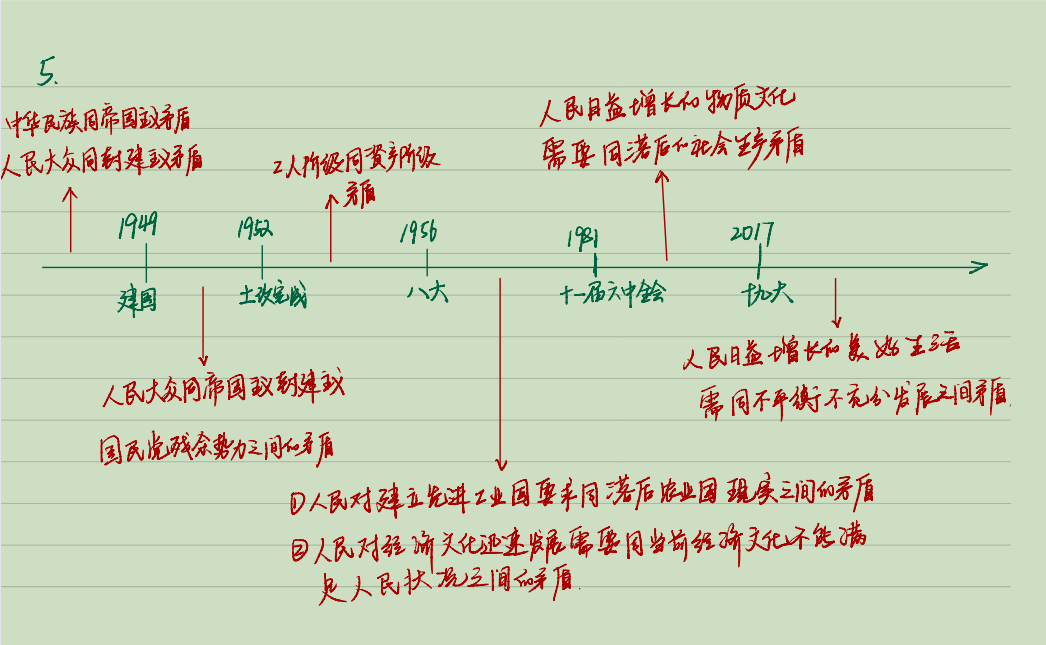 5.
中华民族同帝国主义矛盾
人民大众同封建主义矛盾
工人阶级同资产阶级
矛盾
人民日益增长的物质文化
需要同落后的社会生产矛盾
1949
1952
1956
1981
2017
建国
土改完成
八大
十一届六中全会
十九大
人民大众同帝国主义封建主义
国民党残余势力之间的矛盾
人民日益增长的美好生活
需同不平衡不充分发展之间矛盾.
①人民对建立先进工业国要求同落后农业国现实之间的矛盾
②人民对经济文化迅速发展需要同当前经济文化不能满
足人民状况之间的矛盾.